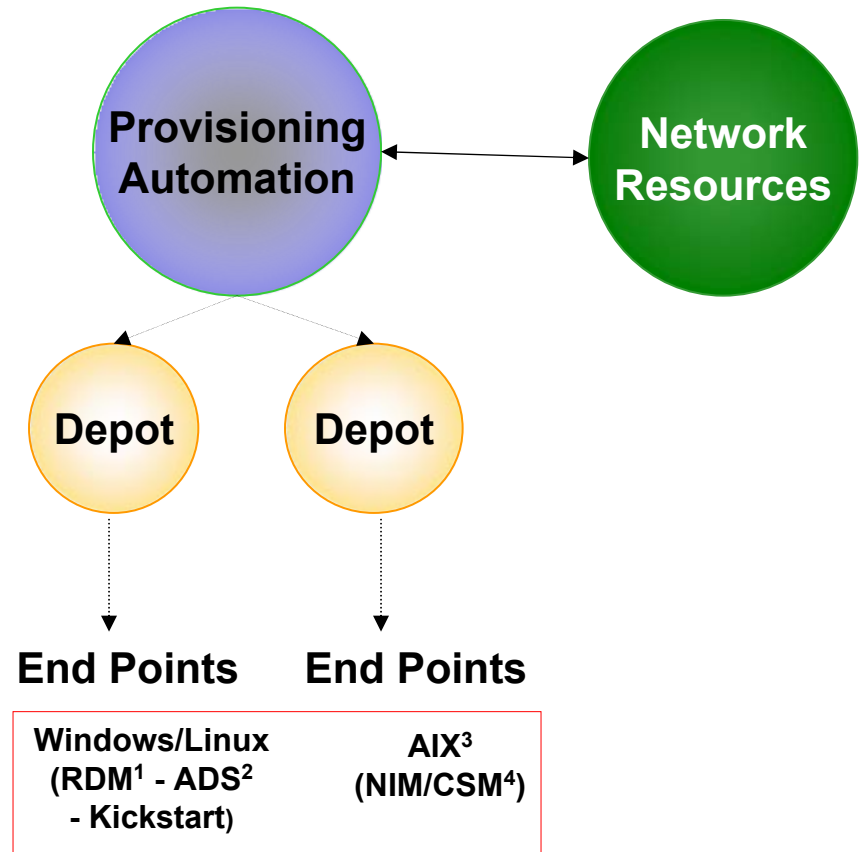 Provisioning
Automation
Network
Resources
Depot
Depot
End Points
End Points
Windows/Linux
(RDM¹ - ADS²
- Kickstart)
AIX³
(NIM/CSM⁴)